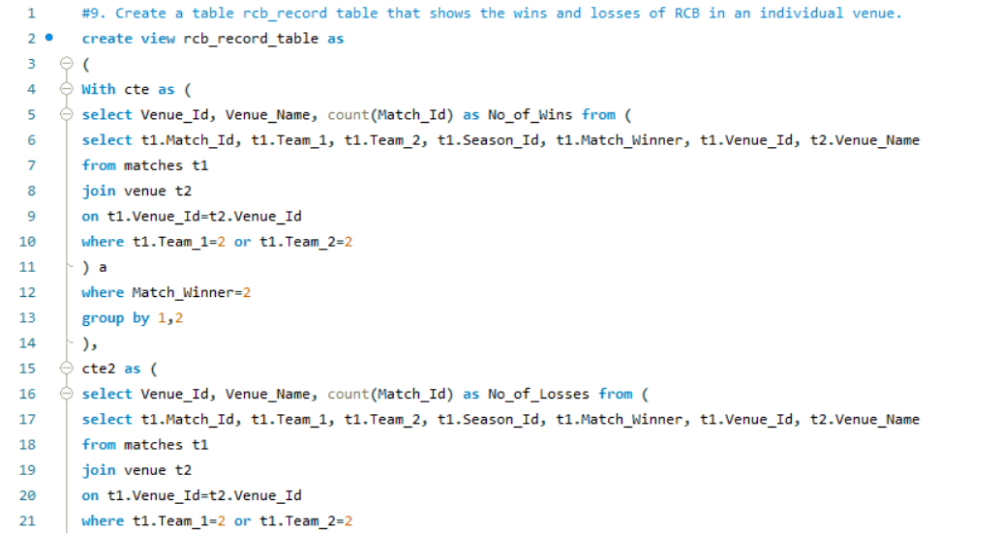 1 #9. Create a table rcb_record table that shows the wins and losses of RCB in an individual venue.
2 create view rcb_record_table as
3 (
4 With cte as (
5 select Venue_Id, Venue_Name, count(Match_Id) as No_of_Wins from (
6 select t1.Match_Id, t1.Team_1, t1.Team_2, t1.Season_Id, t1.Match_Winner, t1.Venue_Id, t2.Venue_Name
7 from matches t1
8 join venue t2
9 on t1.Venue_Id=t2.Venue_Id
10 where t1.Team_1=2 or t1.Team_2=2
11 ) a
12 where Match_Winner=2
13 group by 1,2
14 ),
15 cte2 as (
16 select Venue_Id, Venue_Name, count(Match_Id) as No_of_Losses from (
17 select t1.Match_Id, t1.Team_1, t1.Team_2, t1.Season_Id, t1.Match_Winner, t1.Venue_Id, t2.Venue_Name
18 from matches t1
19 join venue t2
20 on t1.Venue_Id=t2.Venue_Id
21 where t1.Team_1=2 or t1.Team_2=2